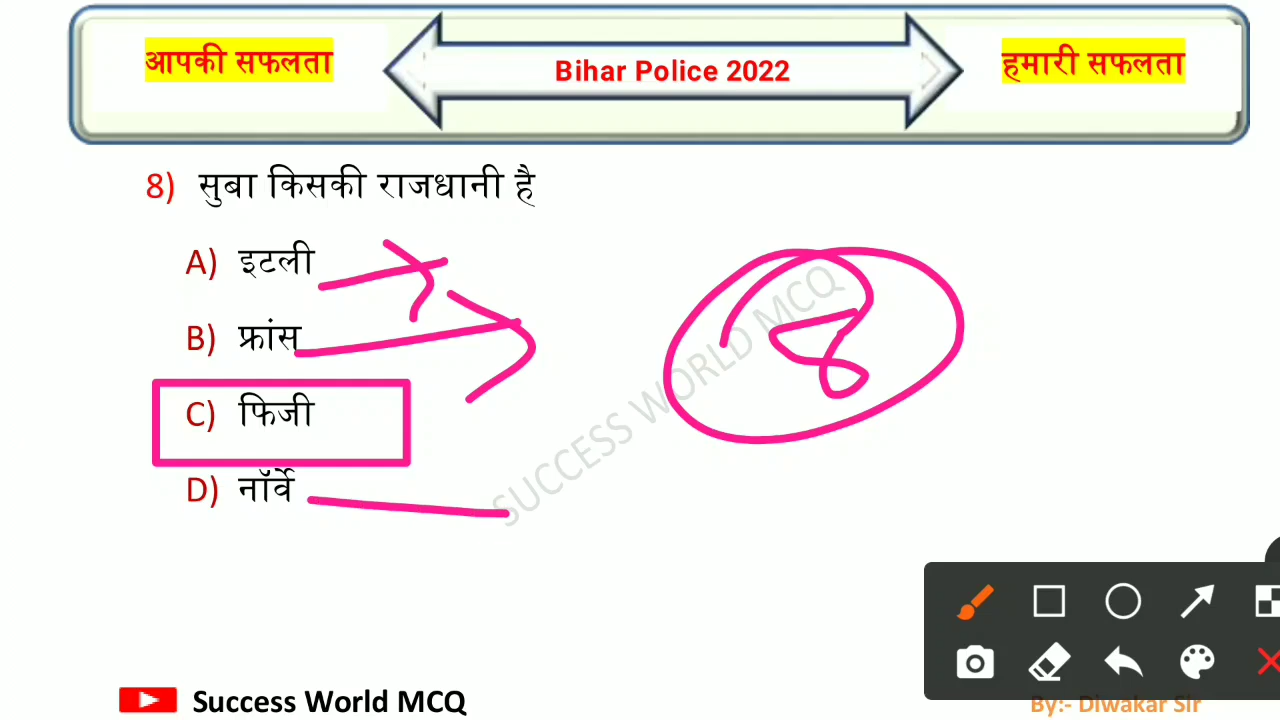 आपकी सफलता
Bihar Police 2022
हमारी सफलता
8) सुबा किसकी राजधानी है
A) इटली
B) फ्रांस
C) फिजी
D) नॉर्वे
8
SUCCESS WORLD MCQ
Success World MCQ
By:- Diwakar Sir